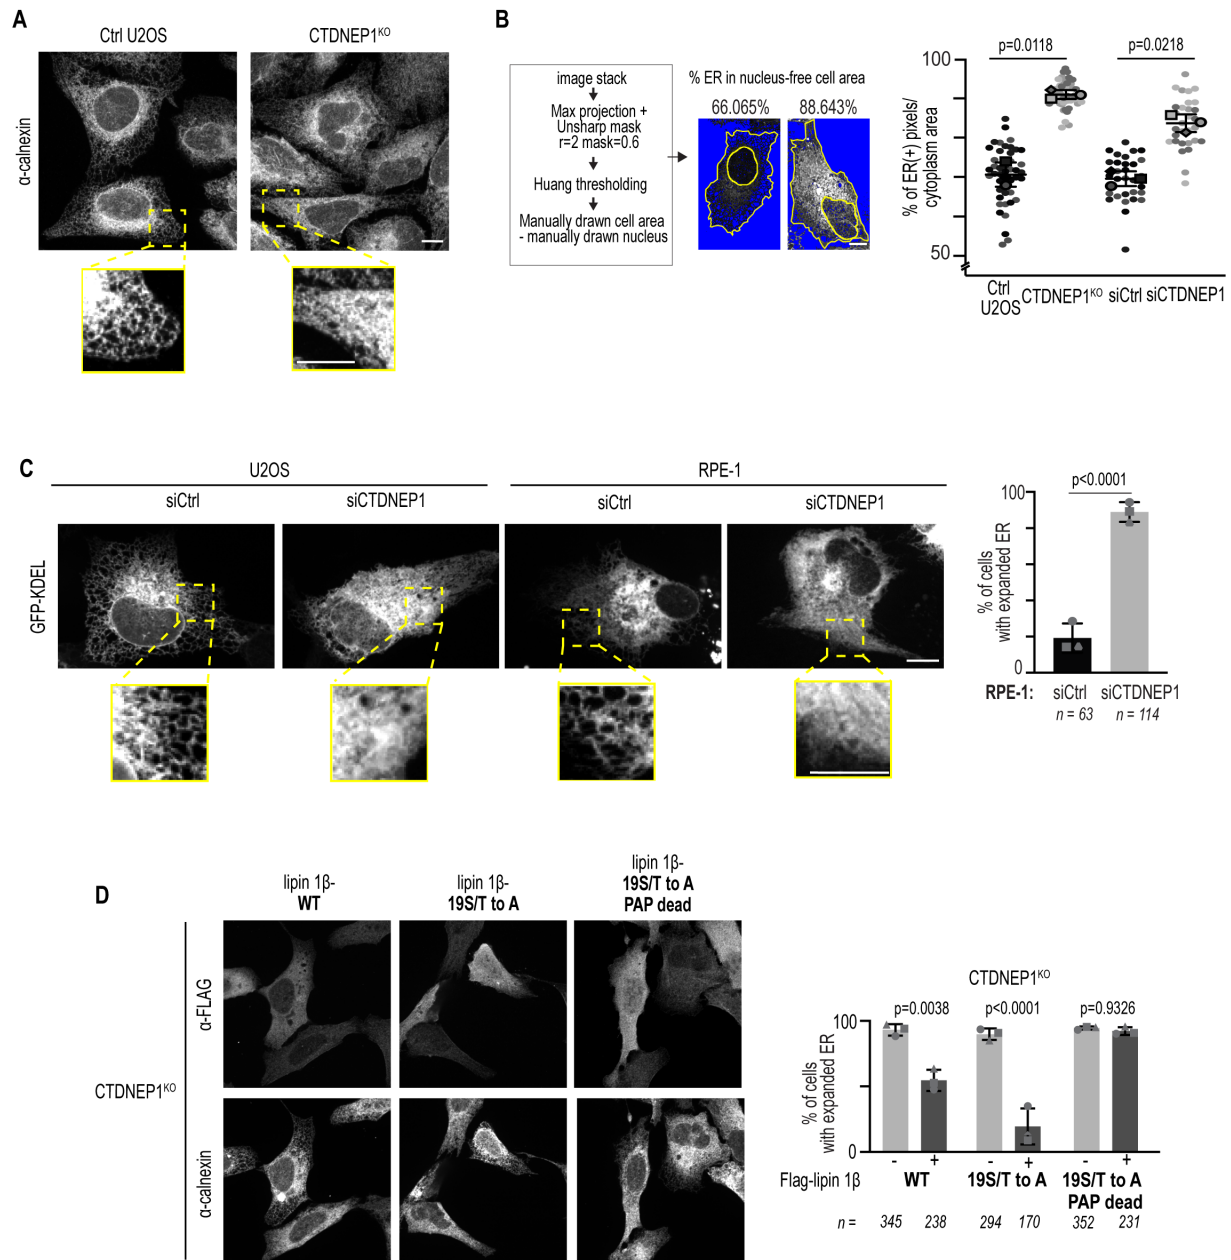 A
Ctrl U2OS
CTDNEP1KO
α-calnexin
B
image stack
Max projection +
Unsharp mask
r=2 mask=0.6
Huang thresholding
Manually drawn cell area
- manually drawn nucleus
% ER in nucleus-free cell area
66.065%
88.643%
% of ER(+) pixels/
cytoplasm area
100
50
p=0.0118
p=0.0218
Ctrl
U2OS
CTDNEP1KO
siCtrl
siCTDNEP1
C
U2OS
RPE-1
siCtrl
siCTDNEP1
siCtrl
siCTDNEP1
GFP-KDEL
% of cells
with expanded ER
100
0
p<0.0001
RPE-1:
siCtrl
siCTDNEP1
n = 63
n = 114
D
lipin 1β-
WT
lipin 1β-
19S/T to A
lipin 1β-
19S/T to A
PAP dead
CTDNEP1KO
α-FLAG
α-calnexin
CTDNEP1KO
p=0.0038
p<0.0001
p=0.9326
% of cells
with expanded ER
100
0
- + - + - +
Flag-lipin 1β
WT
19S/T to A
19S/T to A
PAP dead
n = 345 238 294 170 352 231